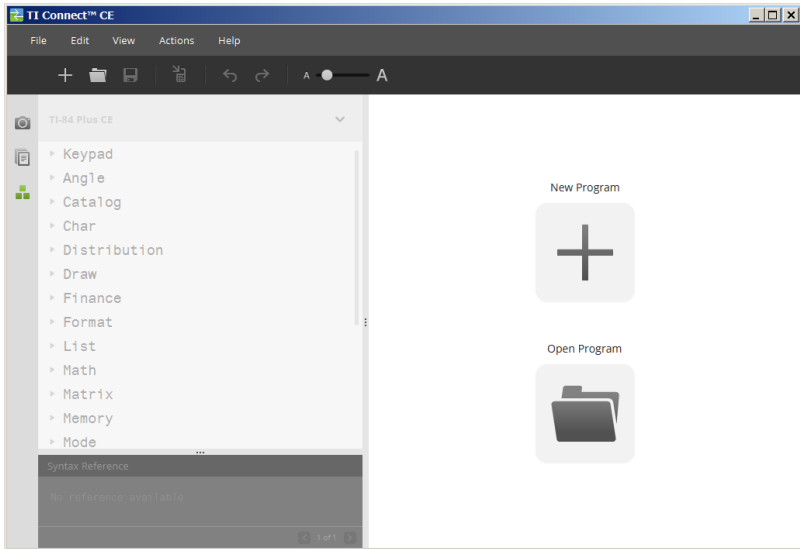 TI Connect™ CE
File Edit View Actions Help
A A
TI-84 Plus CE
Keypad
Angle
Catalog
Char
Distribution
Draw
Finance
Format
List
Math
Matrix
Memory
Mode
Syntax Reference
No reference available
1 of 1
New Program
Open Program